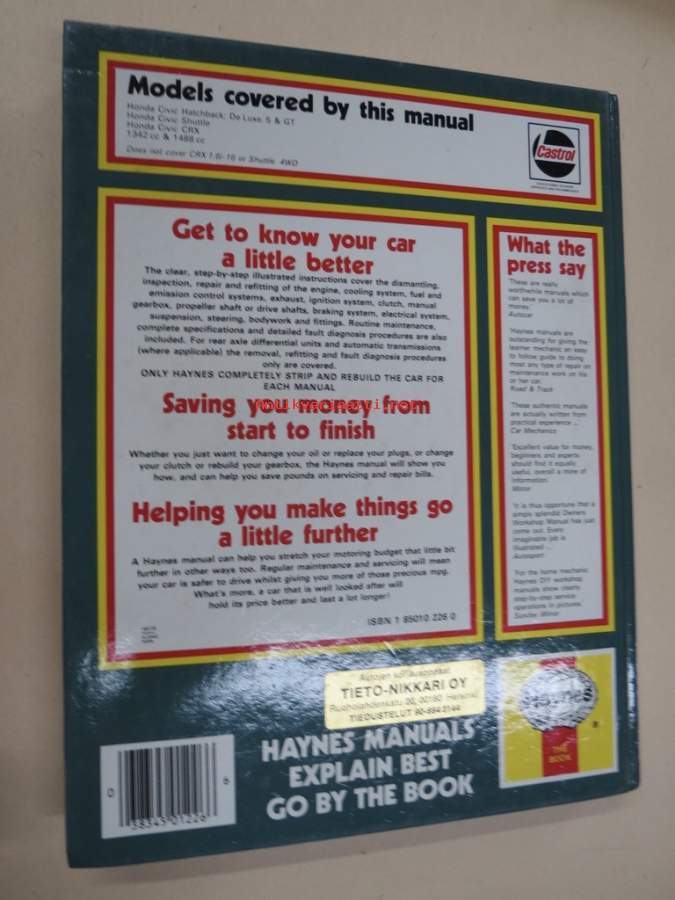 Models covered by this manual
Honda Civic Hatchback; De Luxe, S & GT
Honda Civic Shuttle
Honda Civic CRX
1342 cc & 1488 cc
Does not cover CRX 1.6i-16 or Shuttle 4WD
Castrol
Get to know your car
a little better
The clear, step-by-step illustrated instructions cover the dismantling,
inspection, repair and refitting of the engine, cooling system, fuel and
emission control systems, exhaust, ignition system, clutch, manual
gearbox, propeller shaft or drive shafts, braking system, electrical system,
suspension, steering, bodywork and fittings. Routine maintenance,
complete specifications and detailed fault diagnosis procedures are also
included. For rear axle differential units and automatic transmissions
(where applicable) the removal, refitting and fault diagnosis procedures
only are covered.
ONLY HAYNES COMPLETELY STRIP AND REBUILD THE CAR FOR
EACH MANUAL
Saving you money from
start to finish
Whether you just want to change your oil or replace your plugs, or change
your clutch or rebuild your gearbox, the Haynes manual will show you
how, and can help you save pounds on servicing and repair bills.
Helping you make things go
a little further
A Haynes manual can help you stretch your motoring budget that little bit
further in other ways too. Regular maintenance and servicing will mean
your car is safer to drive whilst giving you more of those precious mpg.
What's more, a car that is well looked after will
hold its price better and last a lot longer!
ISBN 1 85010 226 0
What the
press say
'These are really
worthwhile manuals which
can save you a lot of
money.'
Autocar
'Haynes manuals are
outstanding for giving the
learner mechanic an easy
to follow guide to doing
most any type of repair or
maintenance work on his
or her car.'
Road & Track
'These authentic manuals
are actually written from
practical experience ...'
Car Mechanics
'Excellent value for money,
beginners and experts
should find it equally
useful, overall a mine of
information.'
Mirror
'It is thus opportune that a
simply splendid Owners
Workshop Manual has just
come out. Every
imaginable job is
illustrated ...'
Autosport
'For the home mechanic
Haynes DIY workshop
manuals show clearly
step-by-step service
operations in pictures.'
Sunday Mirror
Autojen korjausoppaat
TIETO-NIKKARI OY
Ruoholahdenkatu 20, 00180 Helsinki
TIEDUSTELUT 90-694 3144
Haynes
®
THE
BOOK
HAYNES MANUALS
EXPLAIN BEST
GO BY THE BOOK
0 38345 01226 6